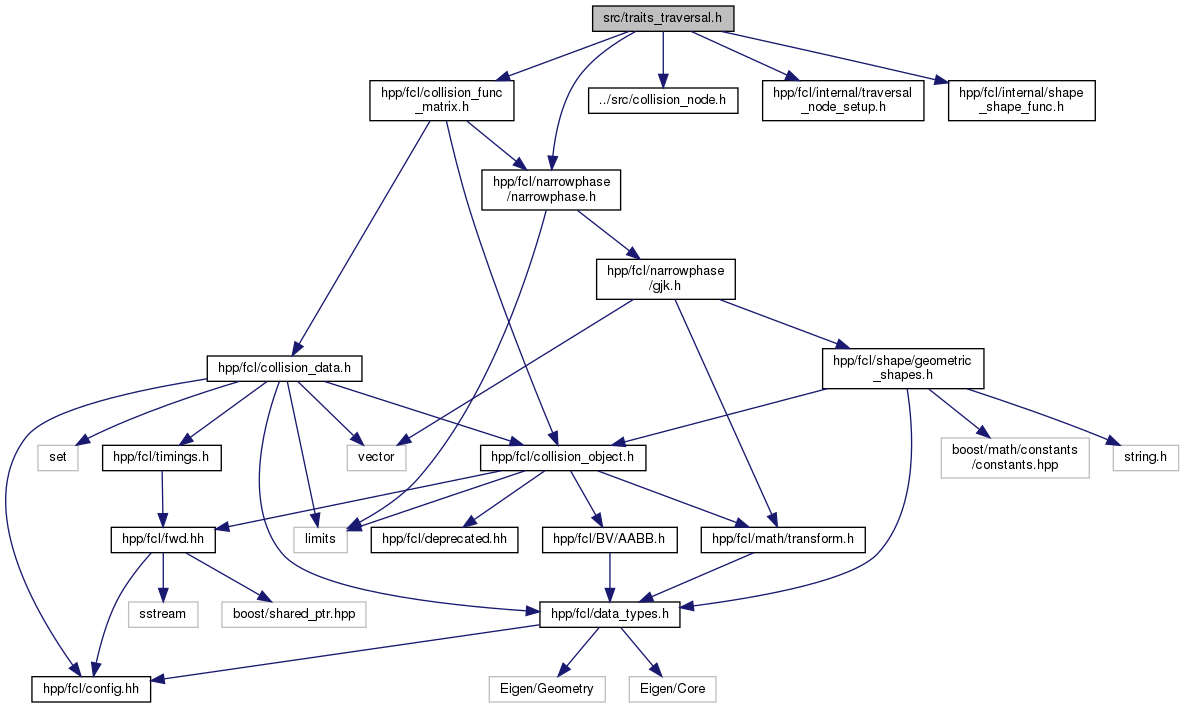 src/traits_traversal.h
hpp/fcl/collision_func
_matrix.h
../src/collision_node.h
hpp/fcl/internal/traversal
_node_setup.h
hpp/fcl/internal/shape
_shape_func.h
hpp/fcl/narrowphase
/narrowphase.h
hpp/fcl/narrowphase
/gjk.h
hpp/fcl/collision_data.h
hpp/fcl/shape/geometric
_shapes.h
set
hpp/fcl/timings.h
vector
hpp/fcl/collision_object.h
boost/math/constants
/constants.hpp
string.h
hpp/fcl/fwd.hh
limits
hpp/fcl/deprecated.hh
hpp/fcl/BV/AABB.h
hpp/fcl/math/transform.h
sstream
boost/shared_ptr.hpp
hpp/fcl/data_types.h
hpp/fcl/config.hh
Eigen/Geometry
Eigen/Core